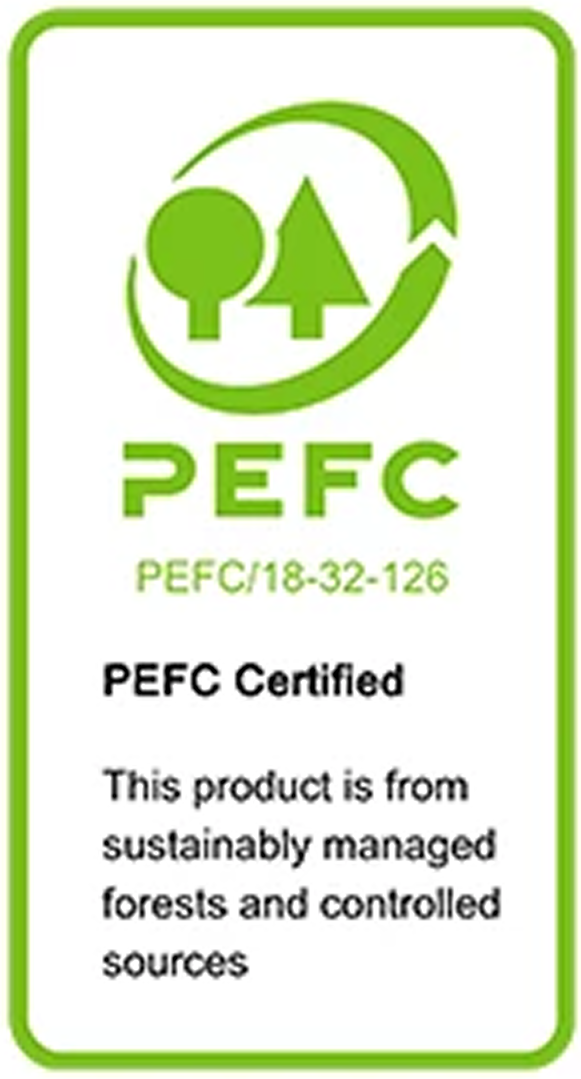 PEFC
PEFC/18-32-126
PEFC Certified
This product is from
sustainably managed
forests and controlled
sources